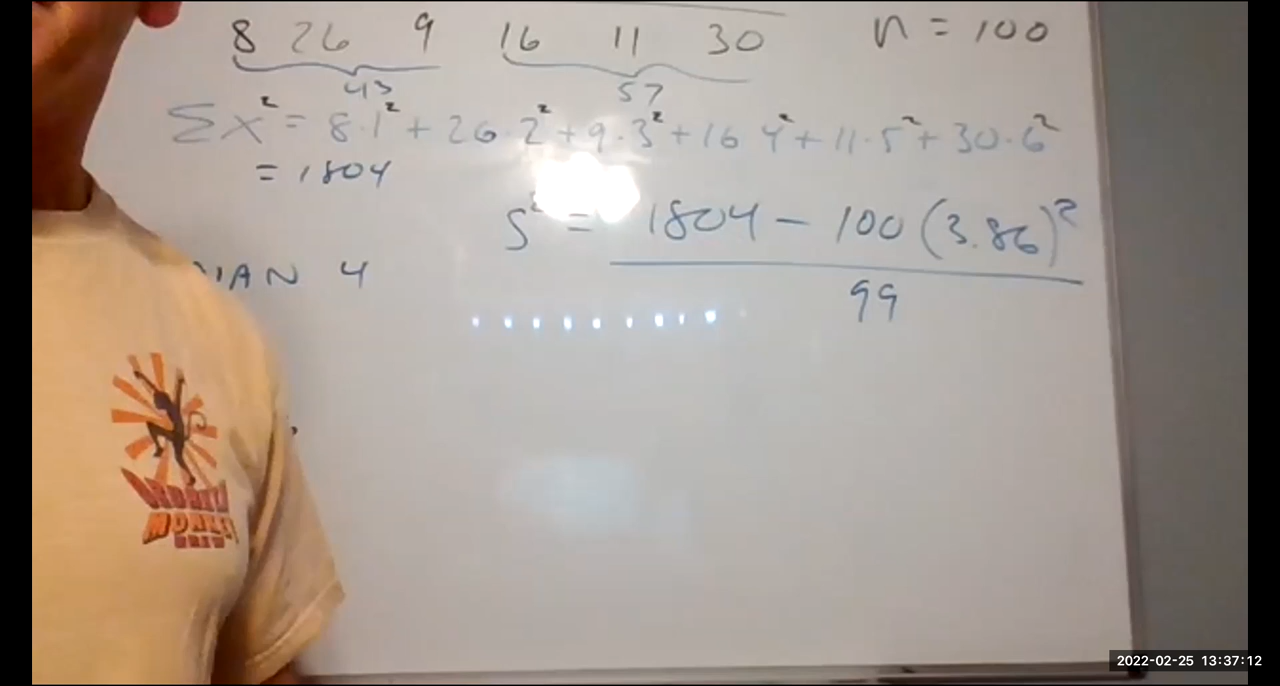 8 26 9 16 11 30 n = 100
43 57
Σx² = 8·1² + 26·2² + 9·3² + 16 4² + 11·5² + 30·6²
= 1804
s² = 1804 - 100 (3.86)²
99
IAN 4
MONKEY
2022-02-25 13:37:12